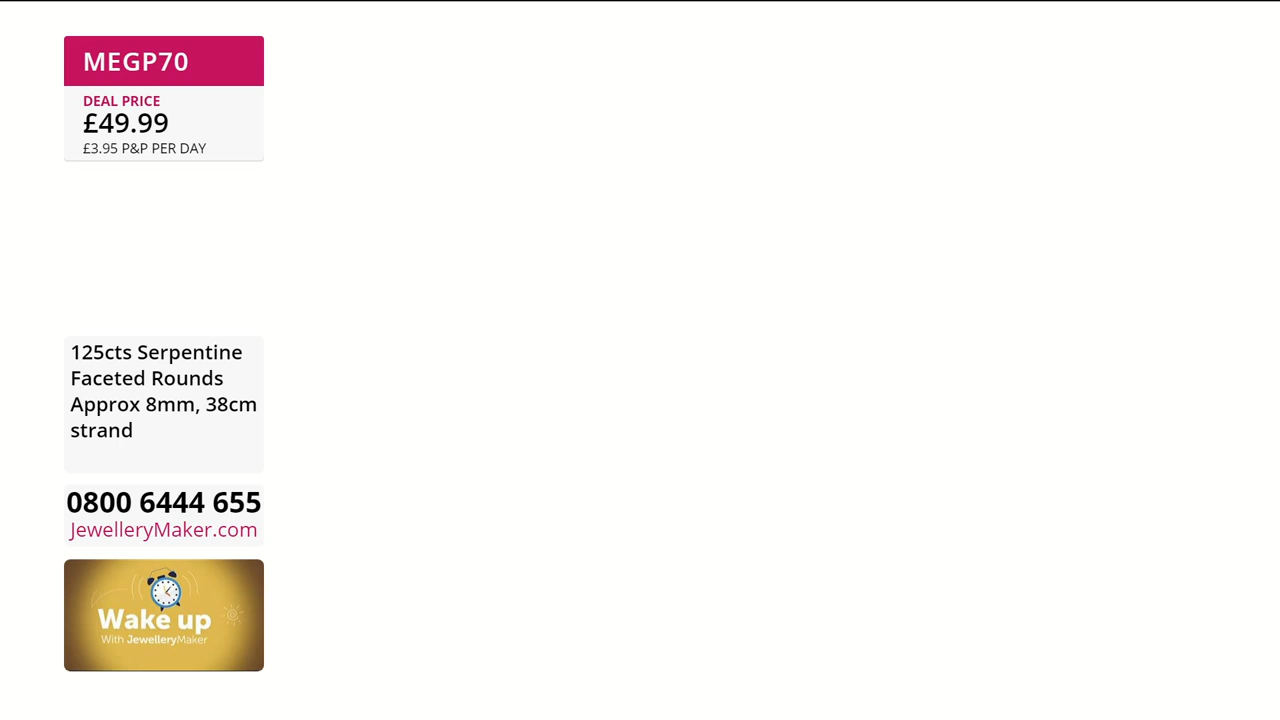 MEGP70
DEAL PRICE
£49.99
£3.95 P&P PER DAY
125cts Serpentine
Faceted Rounds
Approx 8mm, 38cm
strand
0800 6444 655
JewelleryMaker.com
Wake up
With JewelleryMaker